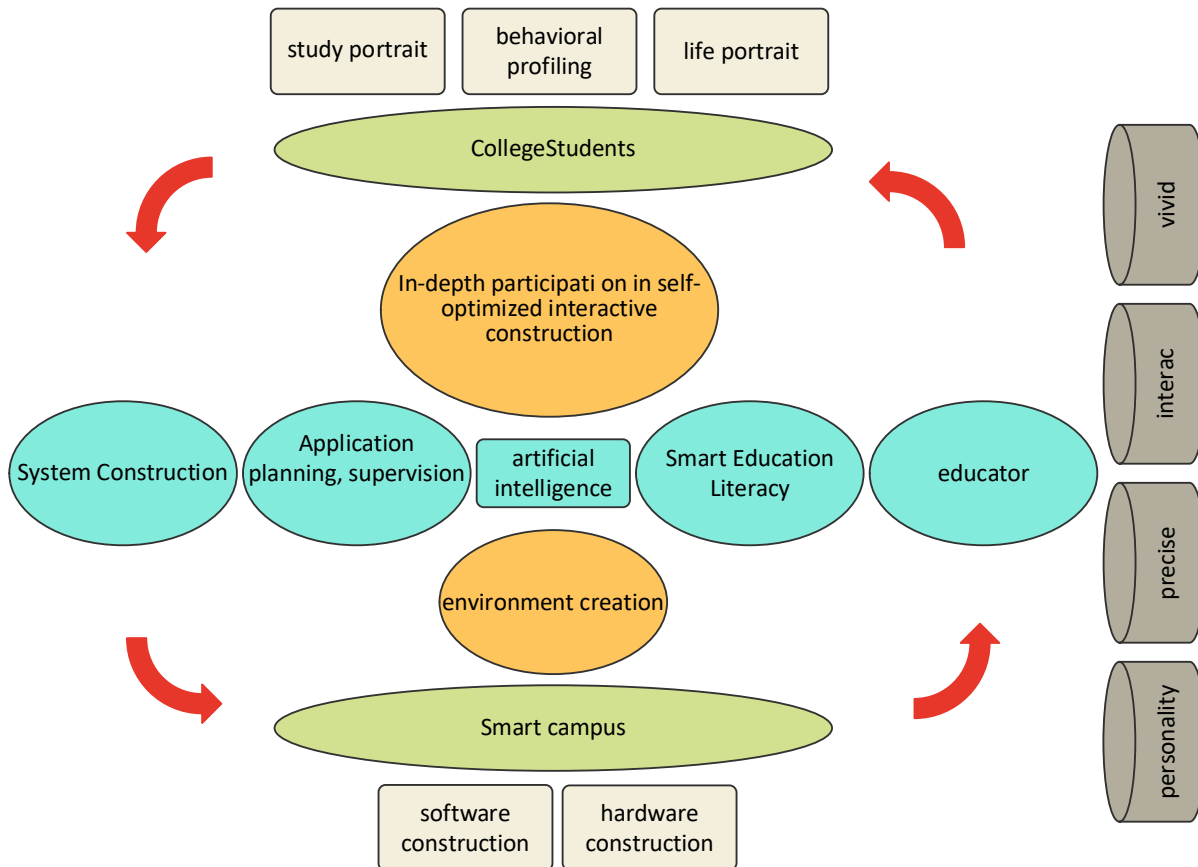 study portrait
behavioral
profiling
life portrait
CollegeStudents
In-depth participati on in self-
optimized interactive
construction
System Construction
Application
planning, supervision
artificial
intelligence
Smart Education
Literacy
educator
environment creation
Smart campus
software
construction
hardware
construction
vivid
interac
precise
personality